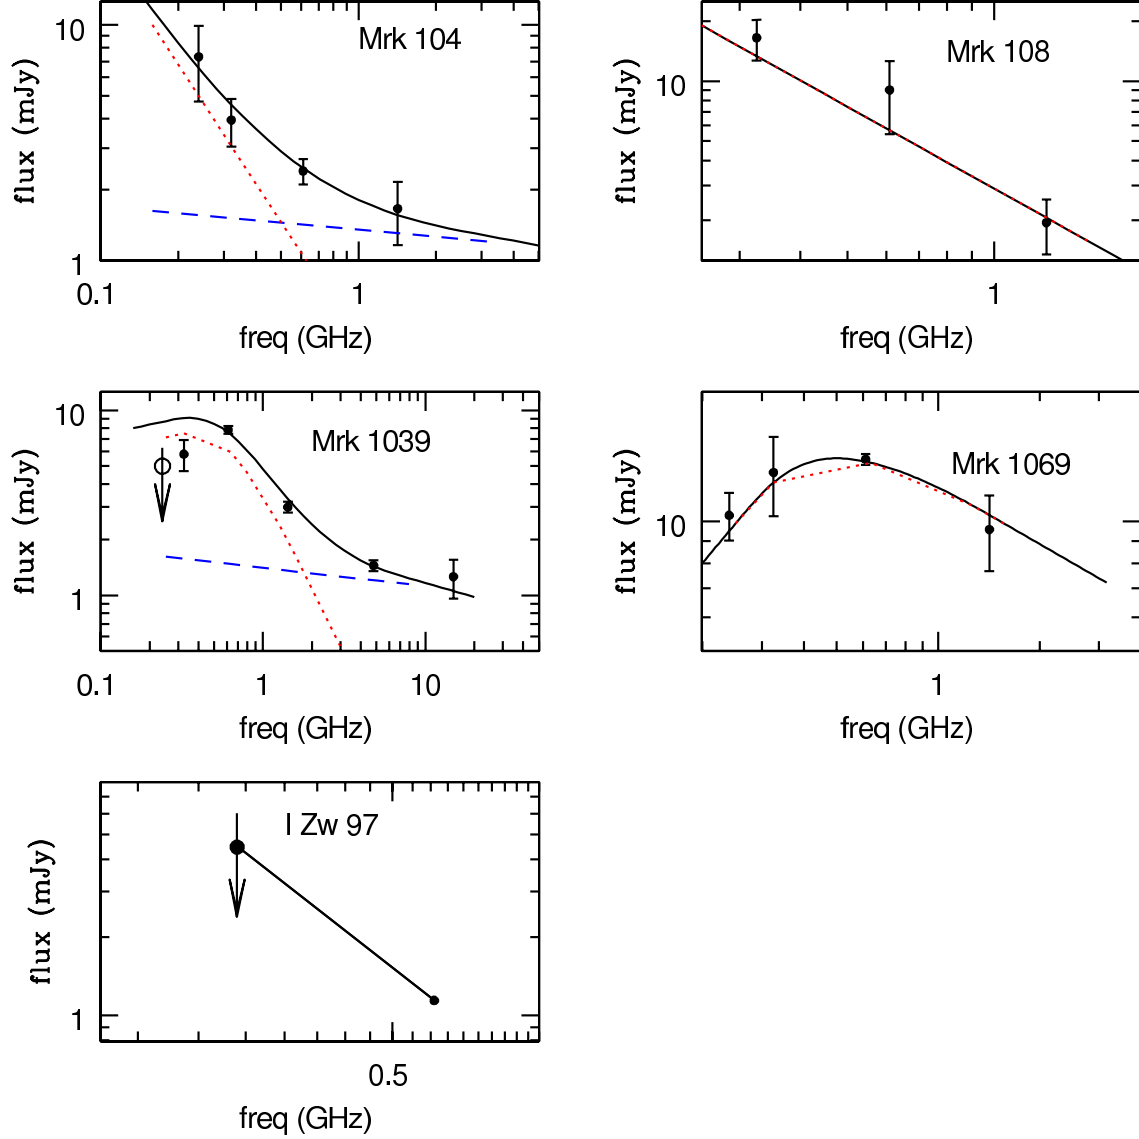 Mrk 104
10
1
flux (mJy)
0.1 1
freq (GHz)
Mrk 108
10
flux (mJy)
1
freq (GHz)
Mrk 1039
10
1
flux (mJy)
0.1 1 10
freq (GHz)
Mrk 1069
10
flux (mJy)
1
freq (GHz)
I Zw 97
1
flux (mJy)
0.5
freq (GHz)